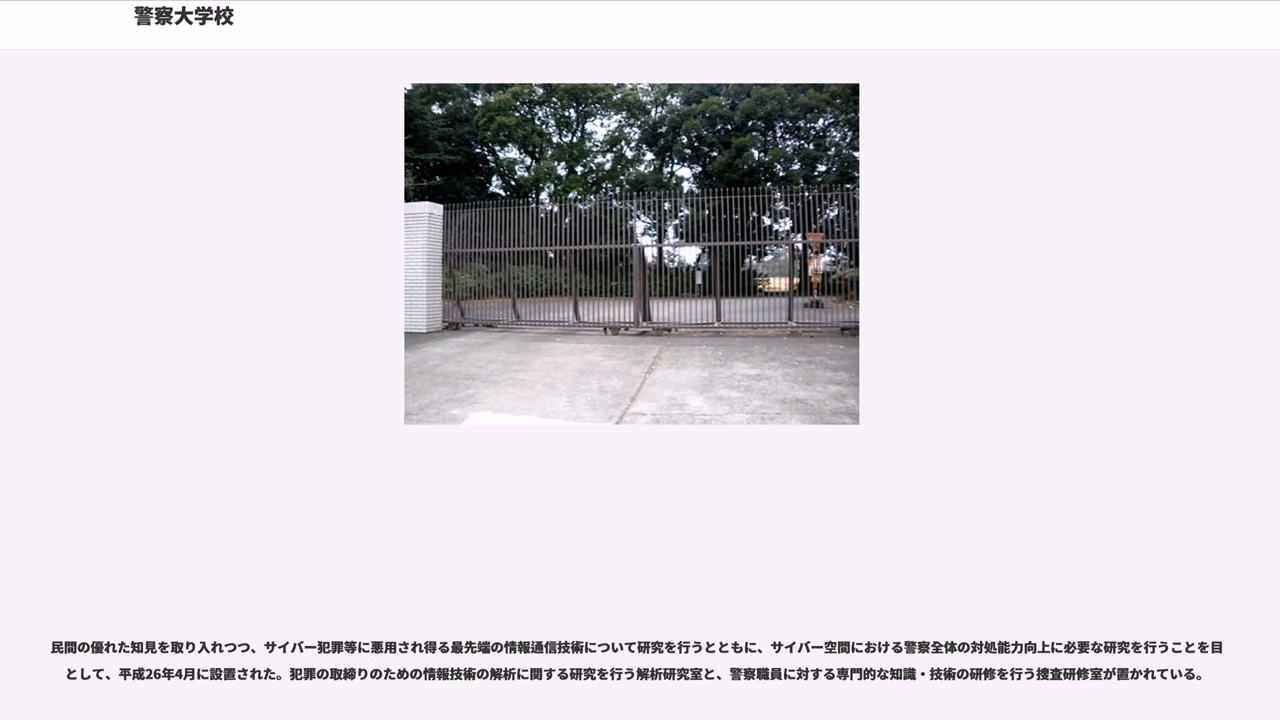 警察大学校
民間の優れた知見を取り入れつつ、サイバー犯罪等に悪用され得る最先端の情報通信技術について研究を行うとともに、サイバー空間における警察全体の対処能力向上に必要な研究を行うことを目
として、平成26年4月に設置された。犯罪の取締りのための情報技術の解析に関する研究を行う解析研究室と、警察職員に対する専門的な知識・技術の研修を行う捜査研修室が置かれている。